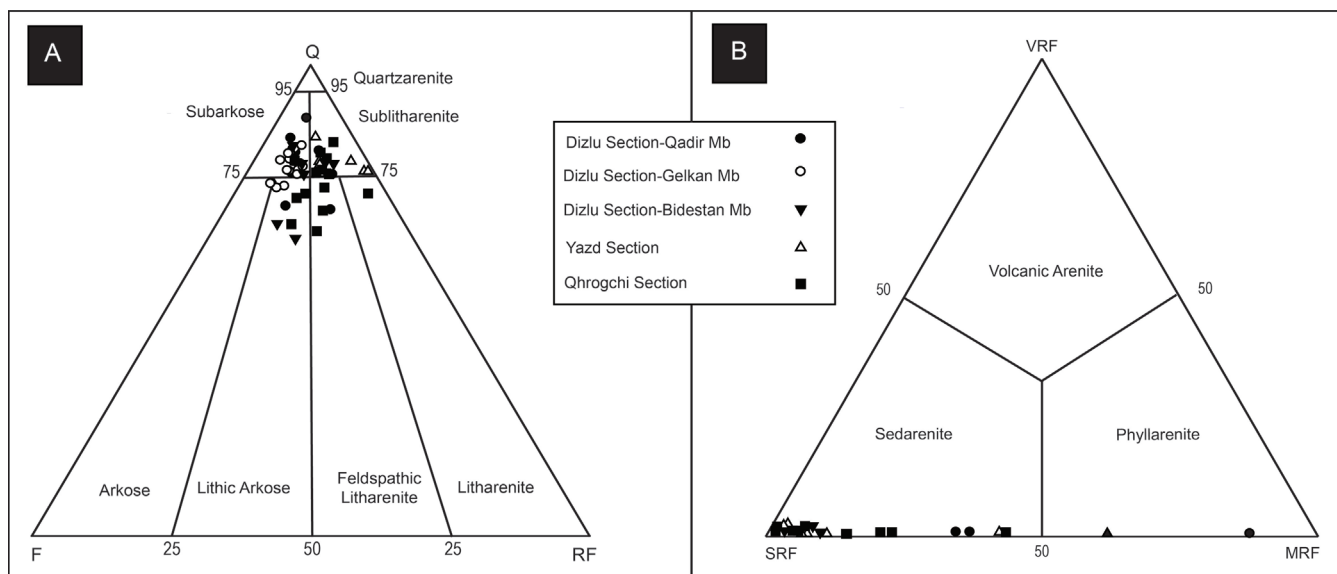 A
Q
95
95
Quartzarenite
Subarkose
Sublitharenite
75
75
Arkose
Lithic Arkose
Feldspathic
Litharenite
Litharenite
F
25
50
25
RF
Dizlu Section-Qadir Mb
Dizlu Section-Gelkan Mb
Dizlu Section-Bidestan Mb
Yazd Section
Qhrogchi Section
B
VRF
Volcanic Arenite
50
50
Sedarenite
Phyllarenite
SRF
50
MRF